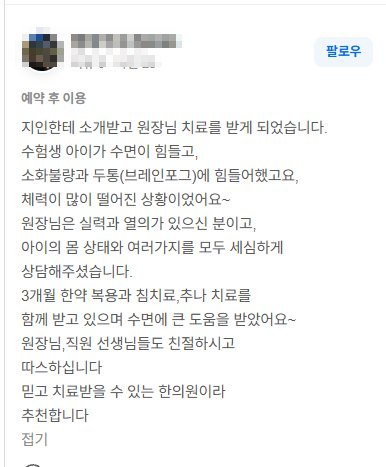 팔로우
예약 후 이용
지인한테 소개받고 원장님 치료를 받게 되었습니다.
수험생 아이가 수면이 힘들고,
소화불량과 두통(브레인포그)에 힘들어했고요,
체력이 많이 떨어진 상황이었어요~
원장님은 실력과 열의가 있으신 분이고,
아이의 몸 상태와 여러가지를 모두 세심하게
상담해주셨습니다.
3개월 한약 복용과 침치료,추나 치료를
함께 받고 있으며 수면에 큰 도움을 받았어요~
원장님,직원 선생님들도 친절하시고
따스하십니다
믿고 치료받을 수 있는 한의원이라
추천합니다
접기